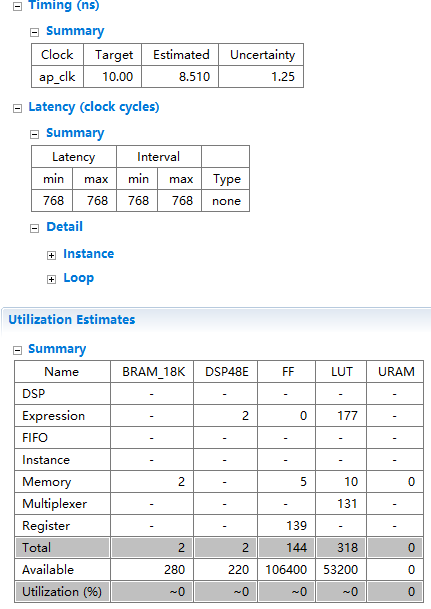 Timing (ns)
Summary
Clock Target Estimated Uncertainty
ap_clk 10.00 8.510 1.25
Latency (clock cycles)
Summary
Latency Interval
min max min max Type
768 768 768 768 none
Detail
Instance
Loop
Utilization Estimates
Summary
Name BRAM_18K DSP48E FF LUT URAM
DSP - - - - -
Expression - 2 0 177 -
FIFO - - - - -
Instance - - - - -
Memory 2 - 5 10 0
Multiplexer - - - 131 -
Register - - 139 - -
Total 2 2 144 318 0
Available 280 220 106400 53200 0
Utilization (%) ~0 ~0 ~0 ~0 0